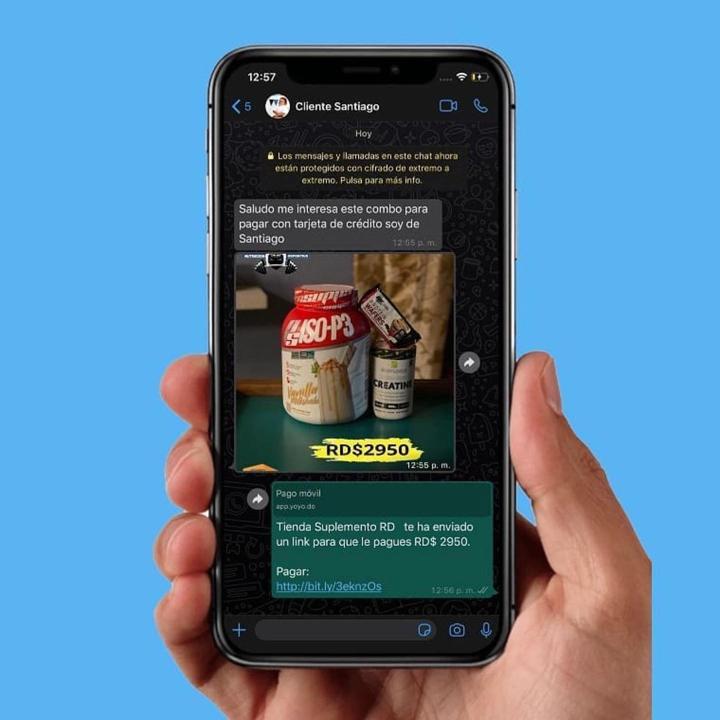 12:57
5
Cliente Santiago
Hoy
Los mensajes y llamadas en este chat ahora
están protegidos con cifrado de extremo a
extremo. Pulsa para más info.
Saludo me interesa este combo para
pagar con tarjeta de crédito soy de
Santiago
12:55 p. m.
ISO-P3
Vanilla
WAFERS
CREATINE
RD$2950
12:55 p. m.
Pago móvil
app.yoyo.do
Tienda Suplemento RD te ha enviado
un link para que le pagues RD$ 2950.
Pagar:
http://bit.ly/3eknzOs
12:56 p. m.